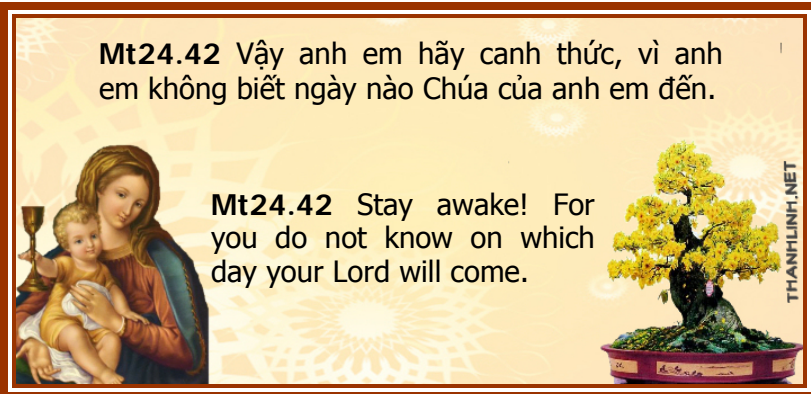 Mt24.42 Vậy anh em hãy canh thức, vì anh
em không biết ngày nào Chúa của anh em đến.
Mt24.42 Stay awake! For
you do not know on which
day your Lord will come.
THANHLINH.NET